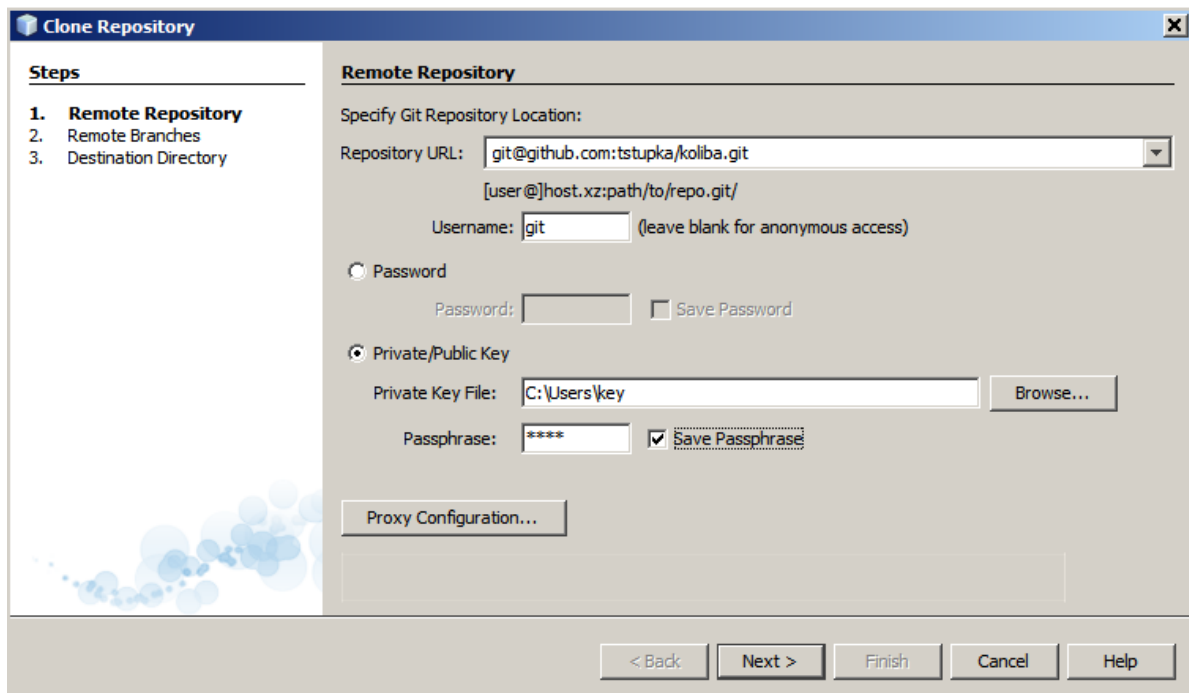 Clone Repository
Steps
1. Remote Repository
2. Remote Branches
3. Destination Directory
Remote Repository
Specify Git Repository Location:
Repository URL: git@github.com:tstupka/koliba.git
[user@]host.xz:path/to/repo.git/
Username: git (leave blank for anonymous access)
Password
Password: Save Password
Private/Public Key
Private Key File: C:\Users\key Browse...
Passphrase: **** Save Passphrase
Proxy Configuration...
< Back Next > Finish Cancel Help